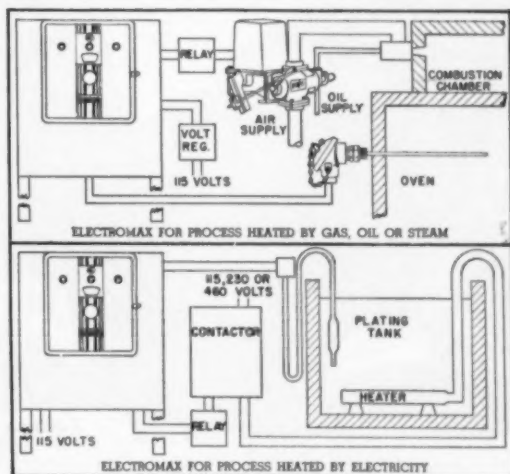 RELAY
VOLT
REG.
115 VOLTS
AIR
SUPPLY
OIL
SUPPLY
COMBUSTION
CHAMBER
OVEN
ELECTROMAX FOR PROCESS HEATED BY GAS, OIL OR STEAM
115, 230 OR
460 VOLTS
CONTACTOR
PLATING
TANK
HEATER
RELAY
115 VOLTS
ELECTROMAX FOR PROCESS HEATED BY ELECTRICITY